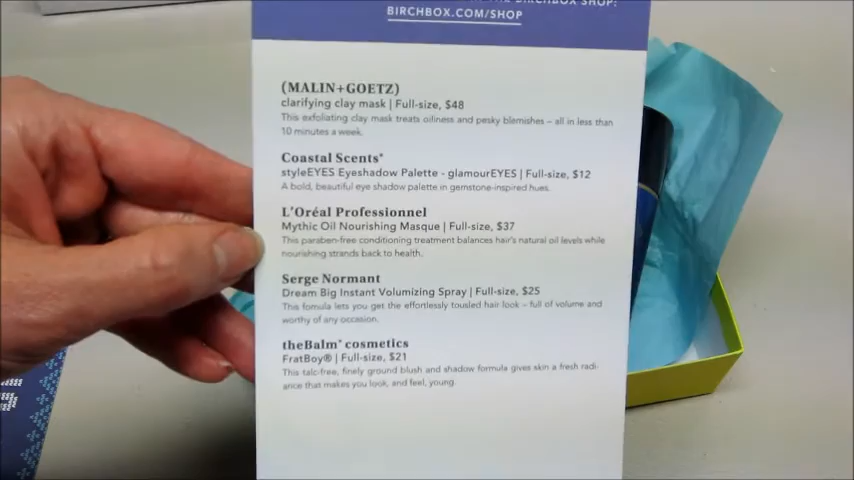 BIRCHBOX SHOP:
BIRCHBOX.COM/SHOP
(MALIN+GOETZ)
clarifying clay mask | Full-size, $48
This exfoliating clay mask treats oiliness and pesky blemishes – all in less than
10 minutes a week.
Coastal Scents*
styleEYES Eyeshadow Palette - glamourEYES | Full-size, $12
A bold, beautiful eye shadow palette in gemstone-inspired hues.
L'Oréal Professionnel
Mythic Oil Nourishing Masque | Full-size, $37
This paraben-free conditioning treatment balances hair's natural oil levels while
nourishing strands back to health.
Serge Normant
Dream Big Instant Volumizing Spray | Full-size, $25
This fomula lets you get the effortlessly tousled hair look – full of volume and
worthy of any occasion.
theBalm® cosmetics
FratBoy® | Full-size, $21
This talc-free, finely ground blush and shadow formula gives skin a fresh radi-
ance that makes you look, and feel, young.